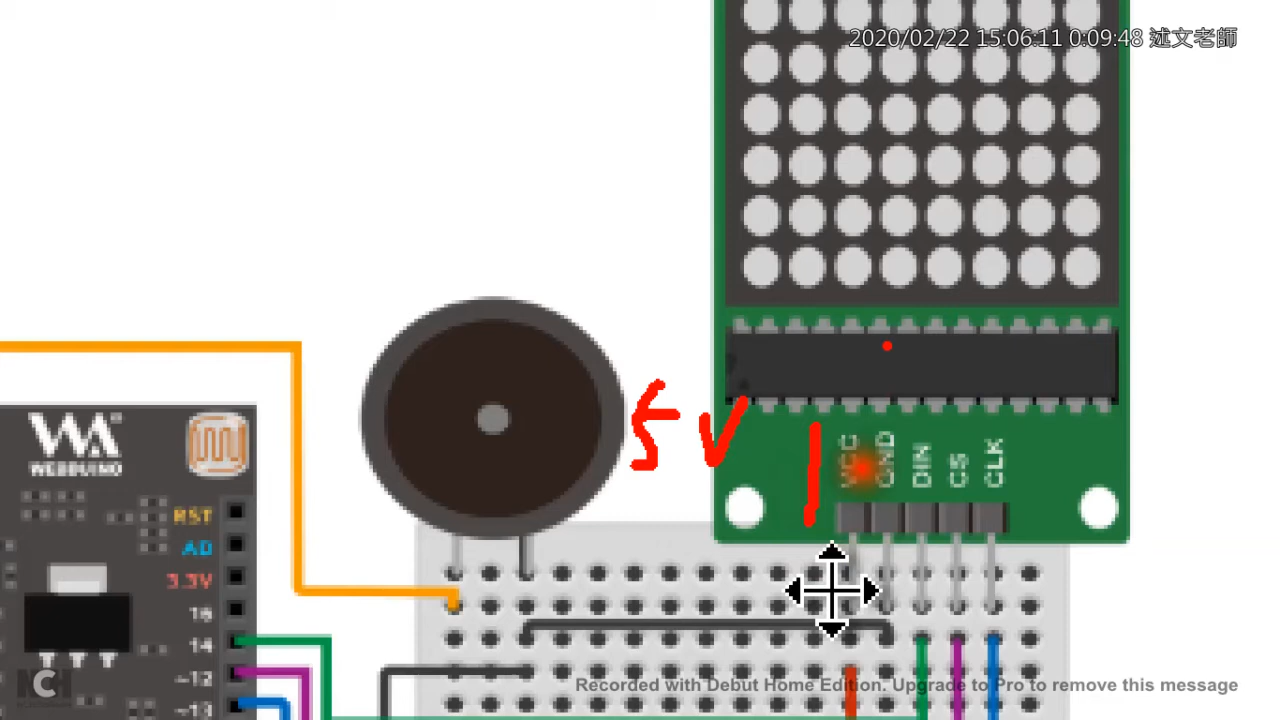 2020/02/22 15:06:11 0:09:48 述文老師
5V
VCC GND DIN CS CLK
WEBDUINO
RST
AD
3.3V
16
14
~12
~13
Recorded with Debut Home Edition. Upgrade to Pro to remove this message